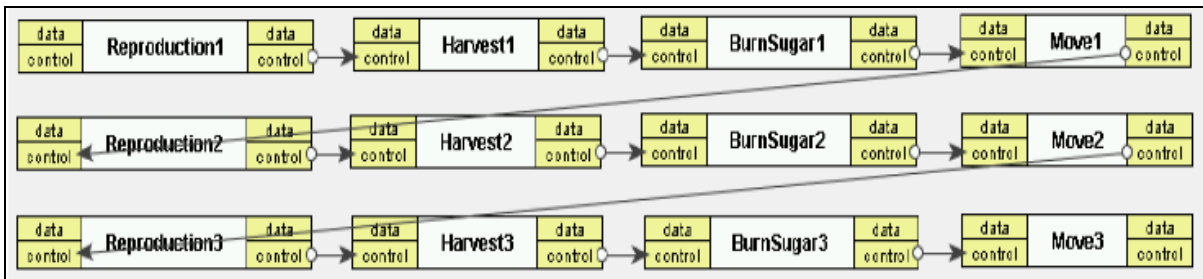 data Reproduction1 data data Harvest1 data data BurnSugar1 data data Move1 data
control control control control control control control control
data Reproduction2 data data Harvest2 data data BurnSugar2 data data Move2 data
control control control control control control control control
data Reproduction3 data data Harvest3 data data BurnSugar3 data data Move3 data
control control control control control control control control